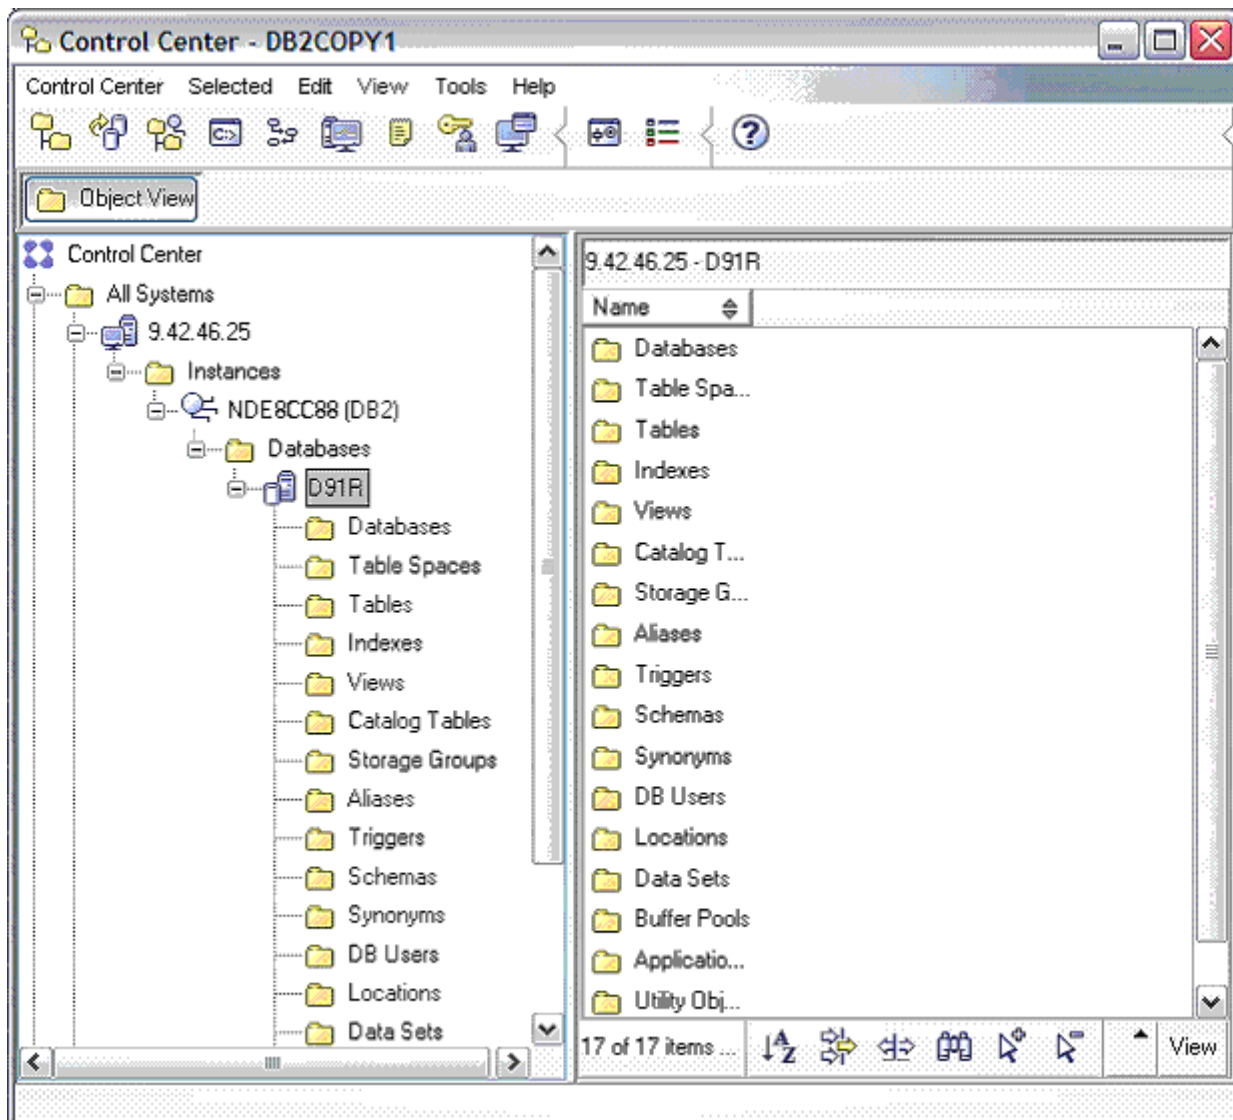 Control Center - DB2COPY1
Control Center Selected Edit View Tools Help
C:>
Object View
Control Center
All Systems
9.42.46.25
Instances
NDE8CC88 (DB2)
Databases
D91R
Databases
Table Spaces
Tables
Indexes
Views
Catalog Tables
Storage Groups
Aliases
Triggers
Schemas
Synonyms
DB Users
Locations
Data Sets
9.42.46.25 - D91R
Name
Databases
Table Spa...
Tables
Indexes
Views
Catalog T...
Storage G...
Aliases
Triggers
Schemas
Synonyms
DB Users
Locations
Data Sets
Buffer Pools
Applicatio...
Utility Obj...
17 of 17 items ... A Z View